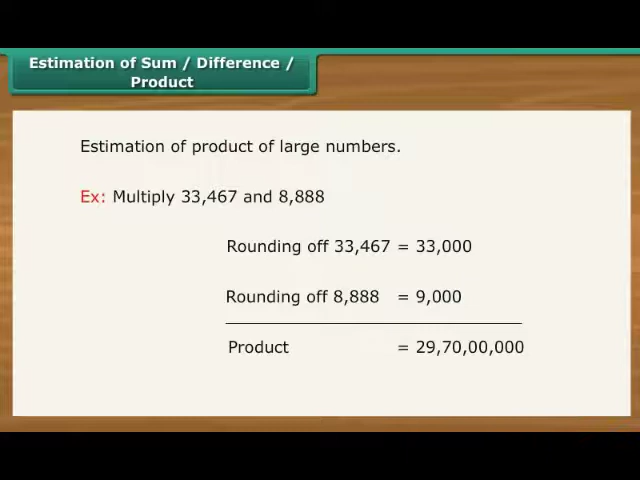 Estimation of Sum / Difference /
Product
Estimation of product of large numbers.
Ex: Multiply 33,467 and 8,888
Rounding off 33,467 = 33,000
Rounding off 8,888 = 9,000
Product = 29,70,00,000